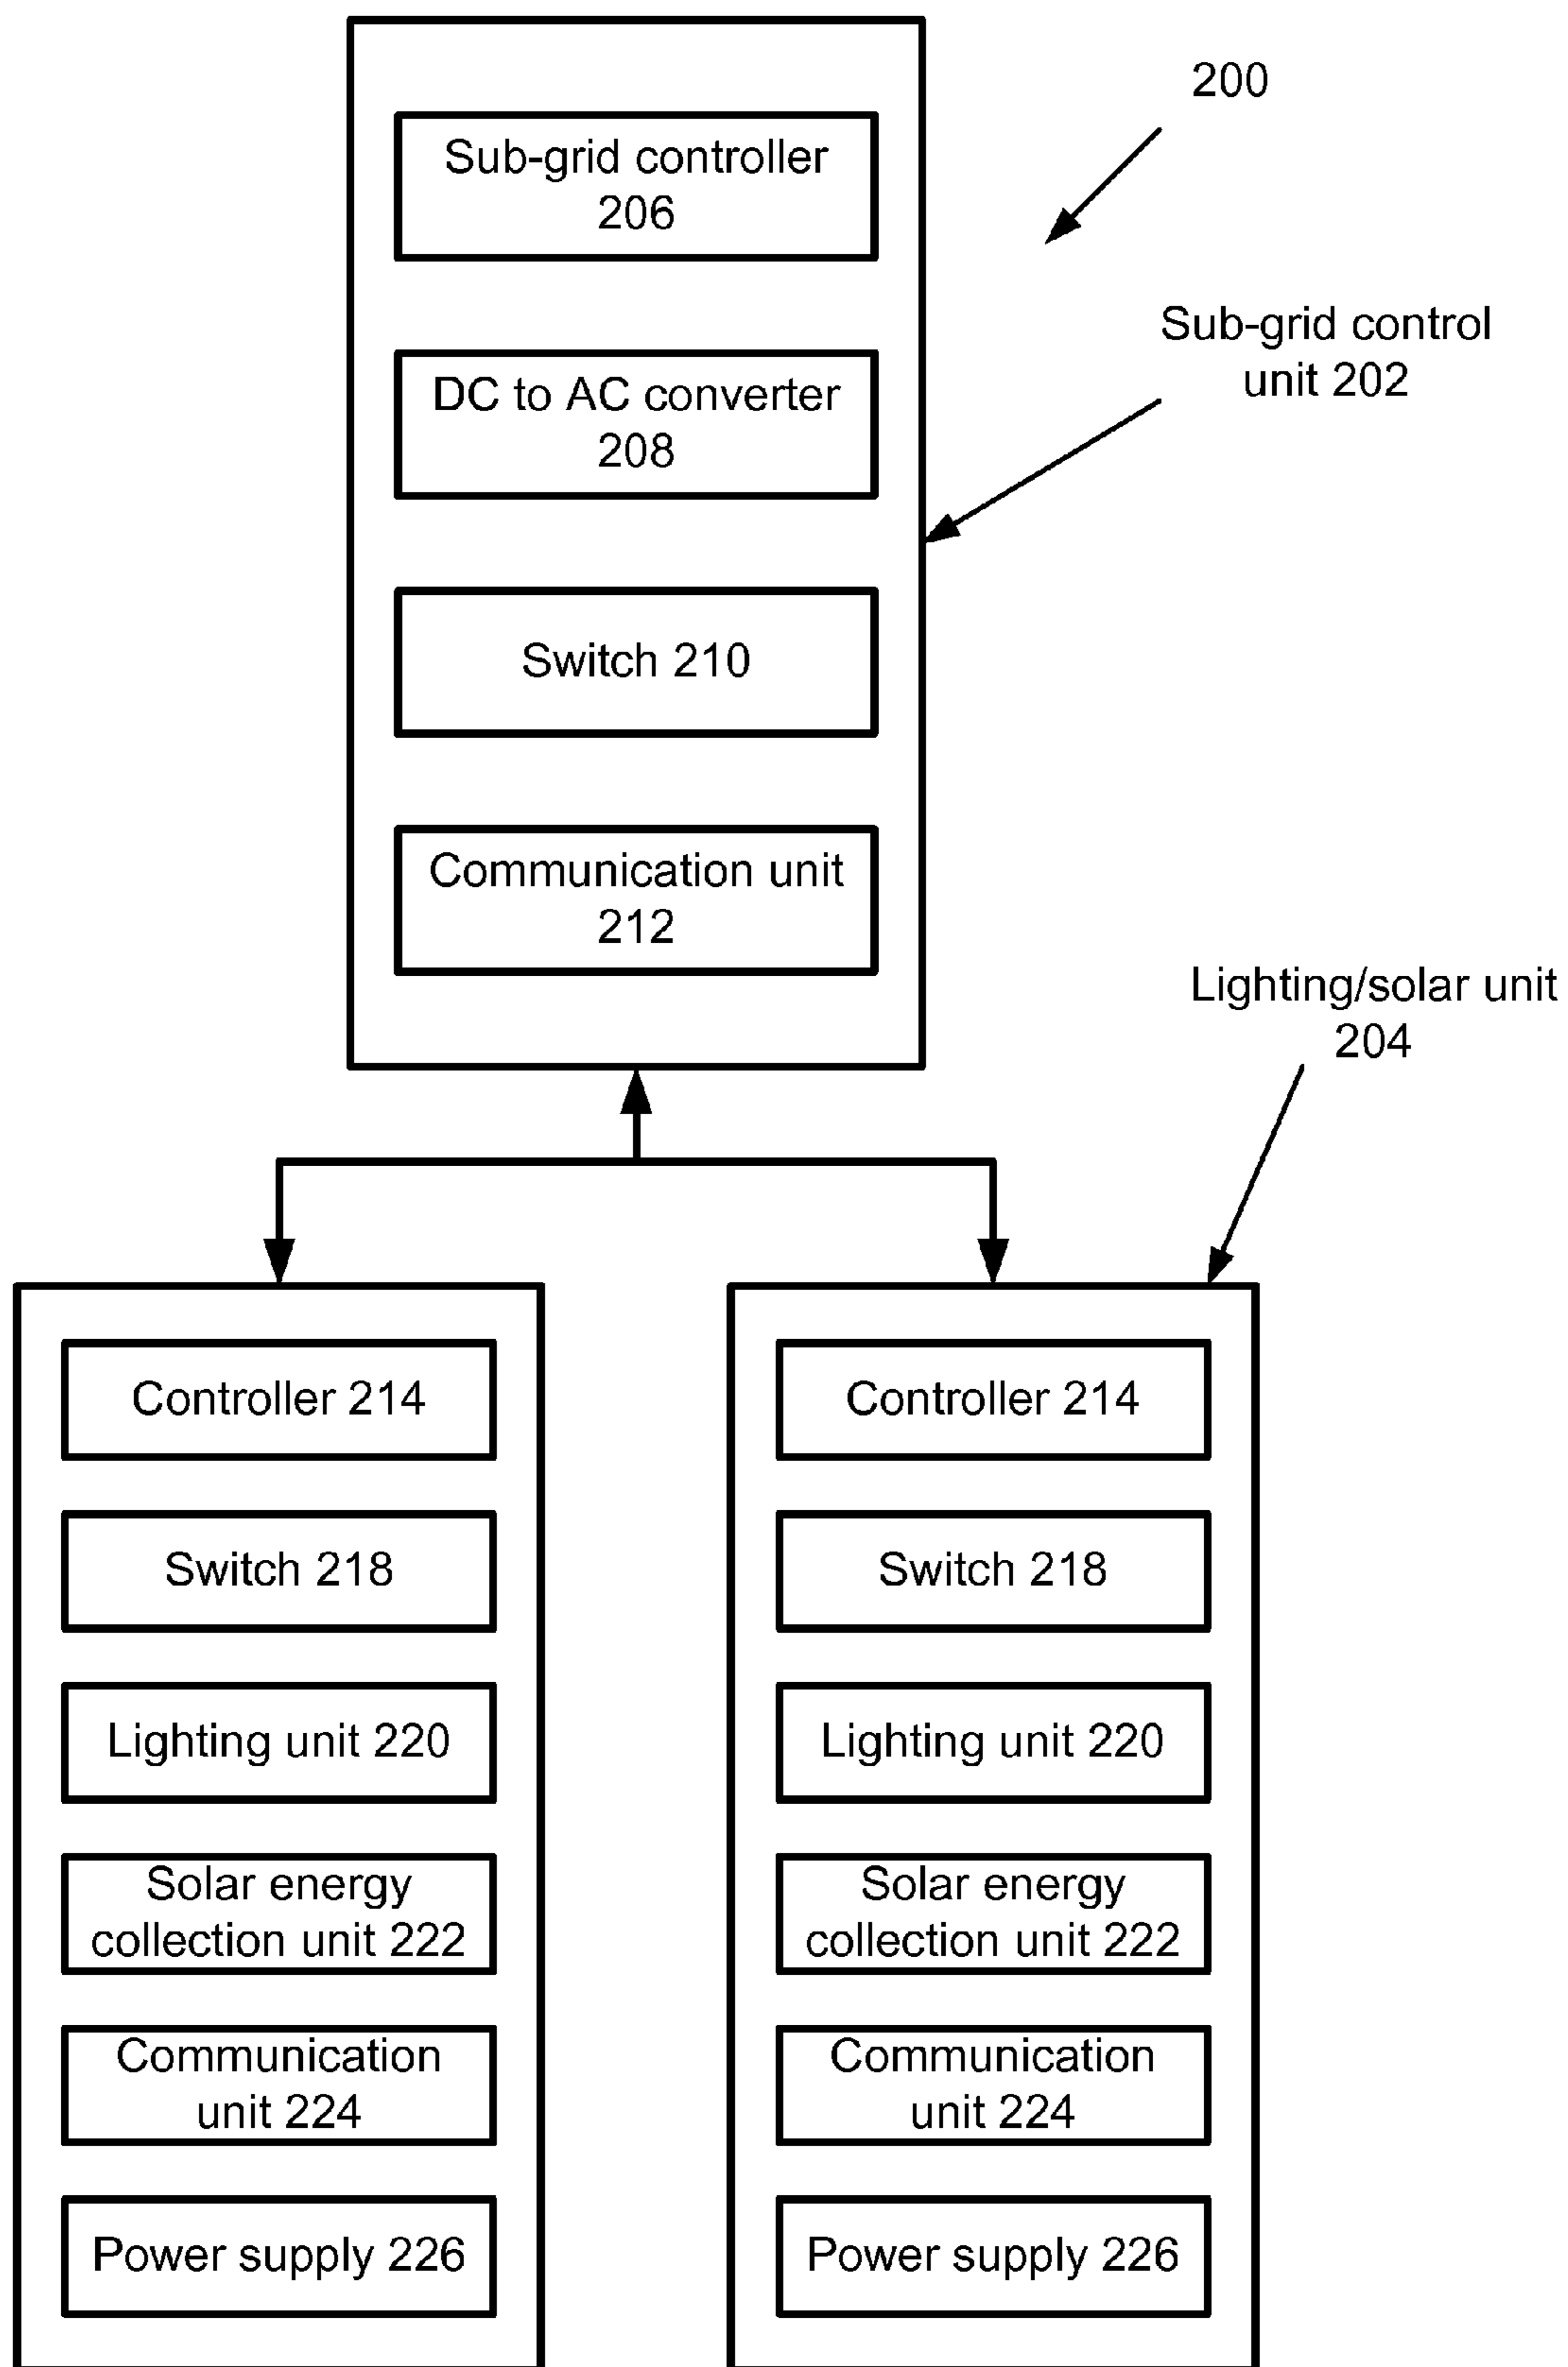 200
Sub-grid controller
206
Sub-grid control
unit 202
DC to AC converter
208
Switch 210
Communication unit
212
Lighting/solar unit
204
Controller 214
Switch 218
Lighting unit 220
Solar energy
collection unit 222
Communication
unit 224
Power supply 226
Controller 214
Switch 218
Lighting unit 220
Solar energy
collection unit 222
Communication
unit 224
Power supply 226